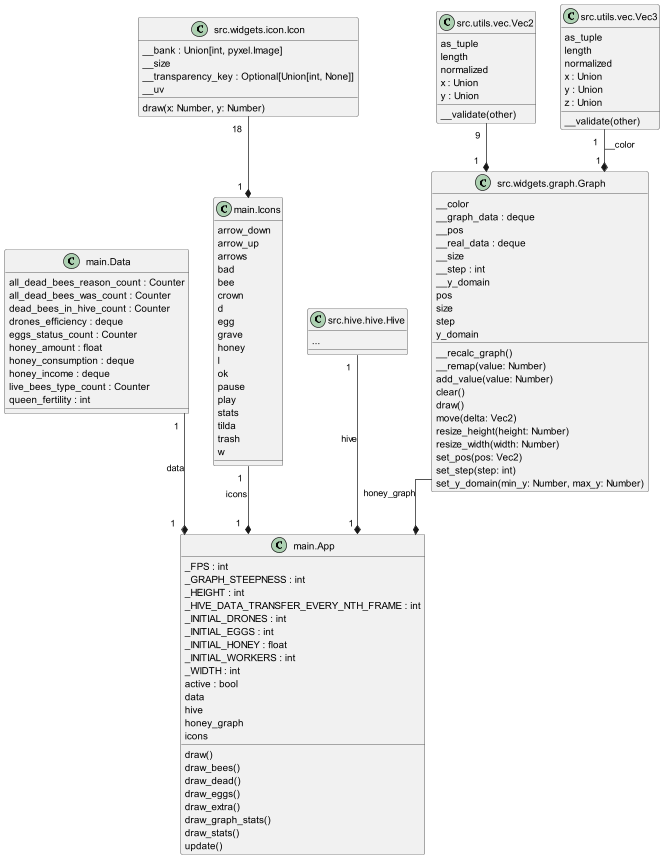 C src.widgets.icon.Icon
__bank : Union[int, pyxel.Image]
__size
__transparency_key : Optional[Union[int, None]]
__uv
draw(x: Number, y: Number)
C src.utils.vec.Vec2
as_tuple
length
normalized
x : Union
y : Union
__validate(other)
C src.utils.vec.Vec3
as_tuple
length
normalized
x : Union
y : Union
z : Union
__validate(other)
18
1
9
1
1
__color
1
C main.Data
all_dead_bees_reason_count : Counter
all_dead_bees_was_count : Counter
dead_bees_in_hive_count : Counter
drones_efficiency : deque
eggs_status_count : Counter
honey_amount : float
honey_consumption : deque
honey_income : deque
live_bees_type_count : Counter
queen_fertility : int
C main.Icons
arrow_down
arrow_up
arrows
bad
bee
crown
d
egg
grave
honey
l
ok
pause
play
stats
tilda
trash
w
C src.hive.hive.Hive
...
C src.widgets.graph.Graph
__color
__graph_data : deque
__pos
__real_data : deque
__size
__step : int
__y_domain
pos
size
step
y_domain
__recalc_graph()
__remap(value: Number)
add_value(value: Number)
clear()
draw()
move(delta: Vec2)
resize_height(height: Number)
resize_width(width: Number)
set_pos(pos: Vec2)
set_step(step: int)
set_y_domain(min_y: Number, max_y: Number)
1
data
1
1
icons
1
1
hive
1
honey_graph
C main.App
_FPS : int
_GRAPH_STEEPNESS : int
_HEIGHT : int
_HIVE_DATA_TRANSFER_EVERY_NTH_FRAME : int
_INITIAL_DRONES : int
_INITIAL_EGGS : int
_INITIAL_HONEY : float
_INITIAL_WORKERS : int
_WIDTH : int
active : bool
data
hive
honey_graph
icons
draw()
draw_bees()
draw_dead()
draw_eggs()
draw_extra()
draw_graph_stats()
draw_stats()
update()